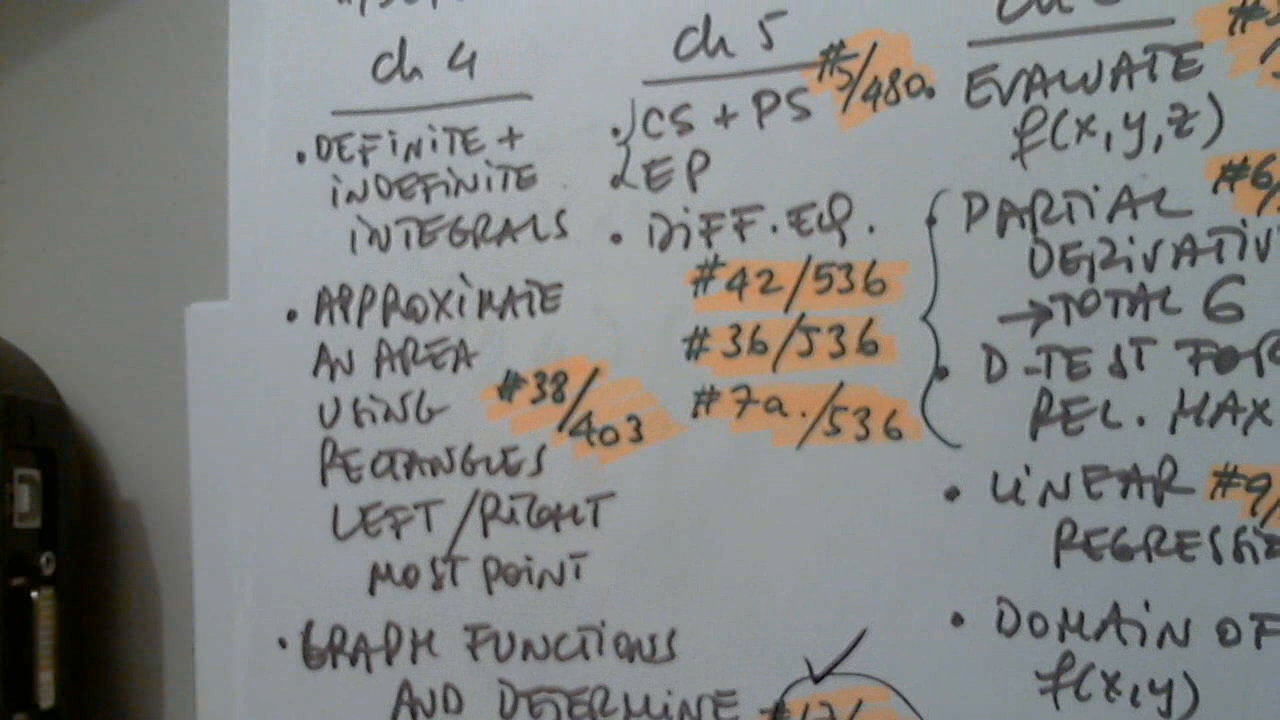 ch 4
• DEFINITE +
INDEFINITE
INTEGRALS
• APPROXIMATE
AN AREA
USING #38/403
RECTANGLES
LEFT/RIGHT
MOST POINT
• GRAPH FUNCTIONS
AND DETERMINE
ch 5
#5/480.
• CS + PS
EP
• DIFF. EQ.
#42/536
#36/536
#7a./536
EVALUATE
f(x,y,z)
PARTIAL #6/
→TOTAL 6
• D-TEST FOR
REL. MAX
• LINEAR #9/
• DOMAIN OF
f(x,y)